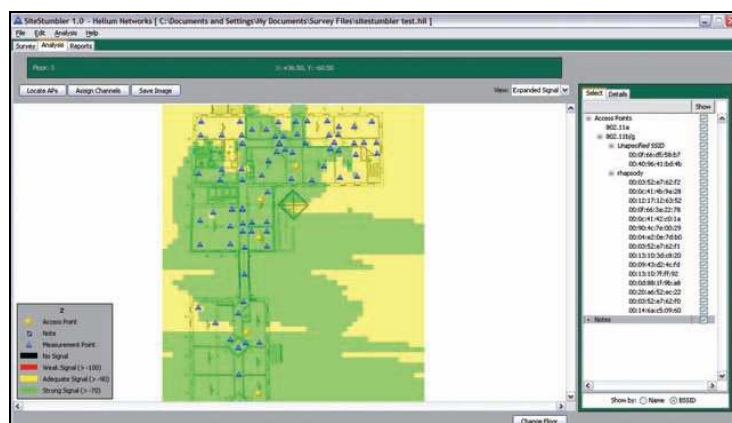 SiteStumbler 1.0 - Helium Networks [ C:\Documents and Settings\My Documents\Survey Files\sitestumbler test.hil ]
File Edit Analysis Help
Survey Analysis Reports
Floor: 3 X: +36.50, Y: -60.50
Locate APs Assign Channels Save Image View: Expanded Signal
Select Details
Show
Access Points
802.11a
802.11b/g
Unspecified SSID
00:0f:66:d5:58:b7
00:40:96:41:bd:4b
rhapsody
00:03:52:e7:62:f2
00:0c:41:4b:9e:28
00:12:17:12:63:52
00:0f:66:3e:22:78
00:0c:41:42:c0:1a
00:90:4c:7e:00:29
00:04:e2:0e:7d:b0
00:03:52:e7:62:f1
00:13:10:3d:c8:20
00:09:43:d2:4c:fd
00:13:10:7f:ff:92
00:0d:88:1f:9b:a8
00:20:a6:52:ec:22
00:03:52:e7:62:f0
00:14:6a:c5:09:60
Notes
2
Access Point
Note
Measurement Point
No Signal
Weak Signal (> -100)
Adequate Signal (> -90)
Strong Signal (> -70)
Show by: Name BSSID
Change Floor